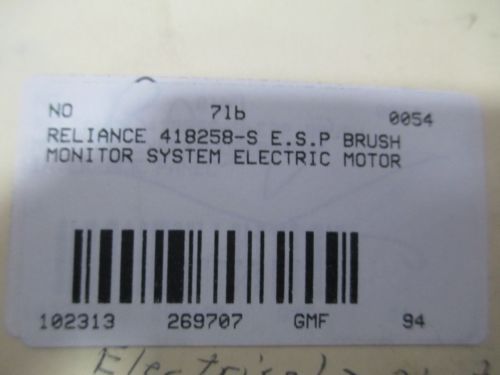 NO 71b 0054
RELIANCE 418258-S E.S.P BRUSH
MONITOR SYSTEM ELECTRIC MOTOR
102313 269707 GMF 94